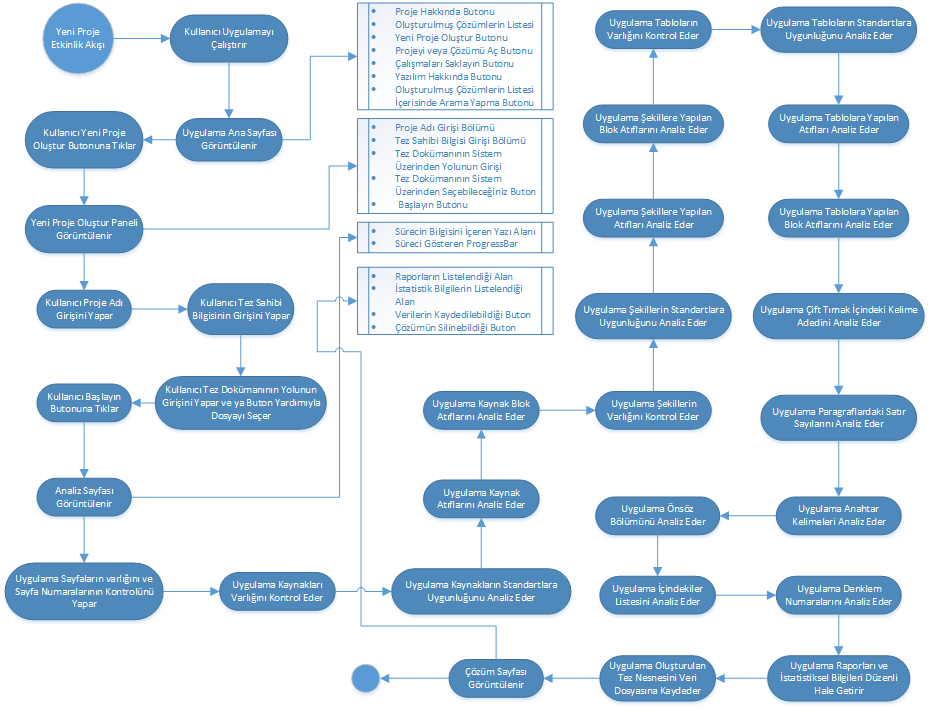 Yeni Proje
Etkinlik Akışı
Kullanıcı Uygulamayı
Çalıştırır
Uygulama Ana Sayfası
Görüntülenir
Proje Hakkında Butonu
Oluşturulmuş Çözümlerin Listesi
Yeni Proje Oluştur Butonu
Projeyi veya Çözümü Aç Butonu
Çalışmaları Saklayın Butonu
Yazılım Hakkında Butonu
Oluşturulmuş Çözümlerin Listesi
İçerisinde Arama Yapma Butonu
Kullanıcı Yeni Proje
Oluştur Butonuna Tıklar
Yeni Proje Oluştur Paneli
Görüntülenir
Proje Adı Girişi Bölümü
Tez Sahibi Bilgisi Girişi Bölümü
Tez Dokümanının Sistem
Üzerinden Yolunun Girişi
Tez Dokümanının Sistem
Üzerinden Seçebileceğiniz Buton
Başlayın Butonu
Kullanıcı Proje Adı
Girişini Yapar
Kullanıcı Tez Sahibi
Bilgisinin Girişini Yapar
Kullanıcı Tez Dokümanının Yolunun
Girişini Yapar ve ya Buton Yardımıyla
Dosyayı Seçer
Kullanıcı Başlayın
Butonuna Tıklar
Analiz Sayfası
Görüntülenir
Sürecin Bilgisini İçeren Yazı Alanı
Süreci Gösteren ProgressBar
Uygulama Sayfaların varlığını ve
Sayfa Numaralarının Kontrolünü
Yapar
Uygulama Kaynakları
Varlığını Kontrol Eder
Uygulama Kaynakların Standartlara
Uygunluğunu Analiz Eder
Uygulama Kaynak
Atıflarını Analiz Eder
Uygulama Kaynak Blok
Atıflarını Analiz Eder
Uygulama Şekillerin
Varlığını Kontrol Eder
Uygulama Şekillerin Standartlara
Uygunluğunu Analiz Eder
Uygulama Şekillere Yapılan
Atıfları Analiz Eder
Uygulama Şekillere Yapılan
Blok Atıflarını Analiz Eder
Uygulama Tabloların
Varlığını Kontrol Eder
Uygulama Tabloların Standartlara
Uygunluğunu Analiz Eder
Uygulama Tablolara Yapılan
Atıfları Analiz Eder
Uygulama Tablolara Yapılan
Blok Atıflarını Analiz Eder
Uygulama Çift Tırnak İçindeki Kelime
Adedini Analiz Eder
Uygulama Paragraflardaki Satır
Sayılarını Analiz Eder
Uygulama Anahtar
Kelimeleri Analiz Eder
Uygulama Önsöz
Bölümünü Analiz Eder
Uygulama İçindekiler
Listesini Analiz Eder
Uygulama Denklem
Numaralarını Analiz Eder
Uygulama Raporları ve
İstatistiksel Bilgileri Düzenli
Hale Getirir
Uygulama Oluşturulan
Tez Nesnesini Veri
Dosyasına Kaydeder
Çözüm Sayfası
Görüntülenir
Raporların Listelendiği Alan
İstatistik Bilgilerin Listelendiği
Alan
Verilerin Kaydedilebildiği Buton
Çözümün Silinebildiği Buton